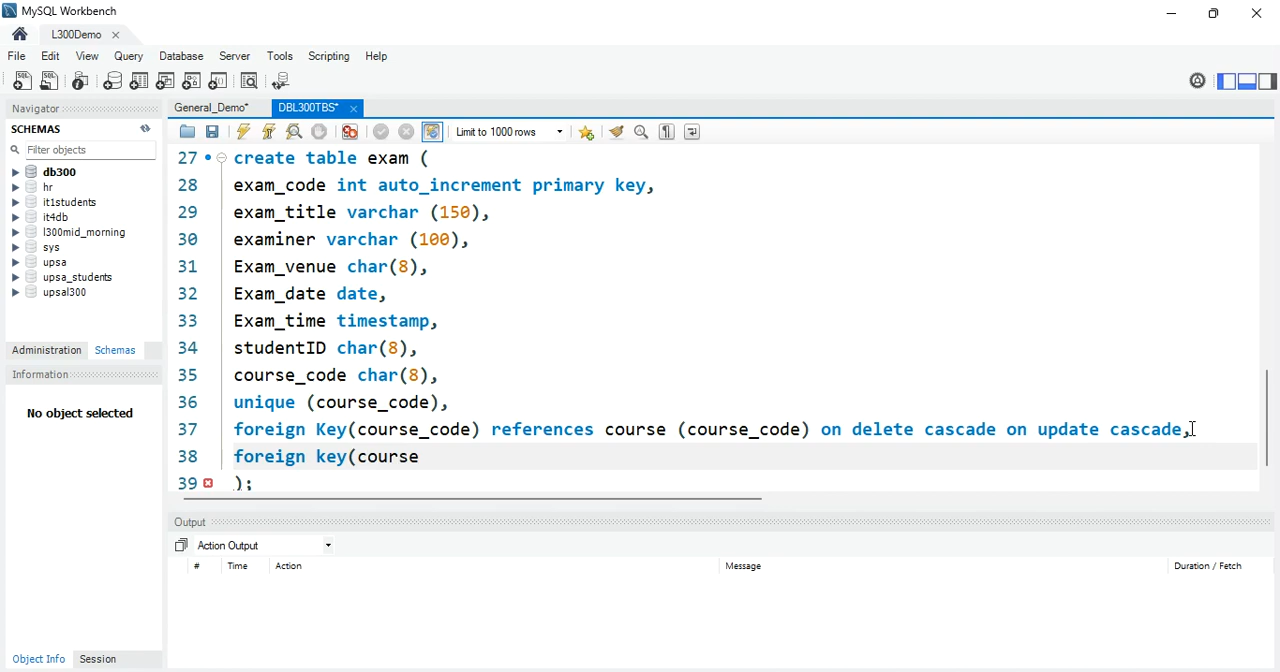 MySQL Workbench
L300Demo
File Edit View Query Database Server Tools Scripting Help
Navigator
SCHEMAS
Filter objects
db300
hr
it1students
it4db
l300mid_morning
sys
upsa
upsa_students
upsal300
Administration Schemas
Information
No object selected
Object Info Session
General_Demo* DBL300TBS*
Limit to 1000 rows
27 create table exam (
28 exam_code int auto_increment primary key,
29 exam_title varchar (150),
30 examiner varchar (100),
31 Exam_venue char(8),
32 Exam_date date,
33 Exam_time timestamp,
34 studentID char(8),
35 course_code char(8),
36 unique (course_code),
37 foreign Key(course_code) references course (course_code) on delete cascade on update cascade,
38 foreign key(course
39 );
Output
Action Output
# Time Action Message Duration / Fetch